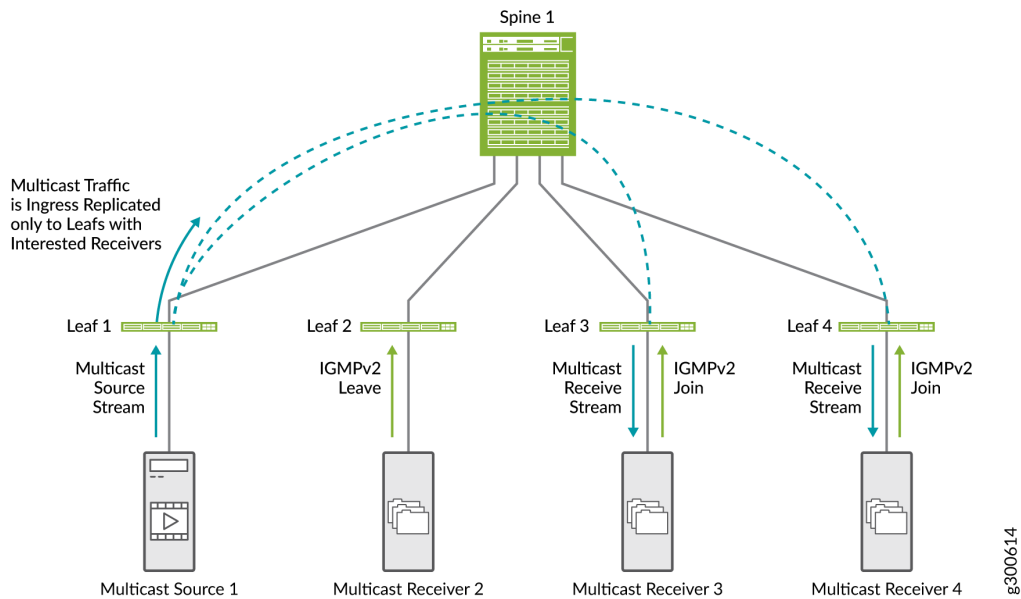 Spine 1
Multicast Traffic
is Ingress Replicated
only to Leafs with
Interested Receivers
Leaf 1
Leaf 2
Leaf 3
Leaf 4
Multicast
Source
Stream
IGMPv2
Leave
Multicast
Receive
Stream
IGMPv2
Join
Multicast
Receive
Stream
IGMPv2
Join
Multicast Source 1
Multicast Receiver 2
Multicast Receiver 3
Multicast Receiver 4
g300614